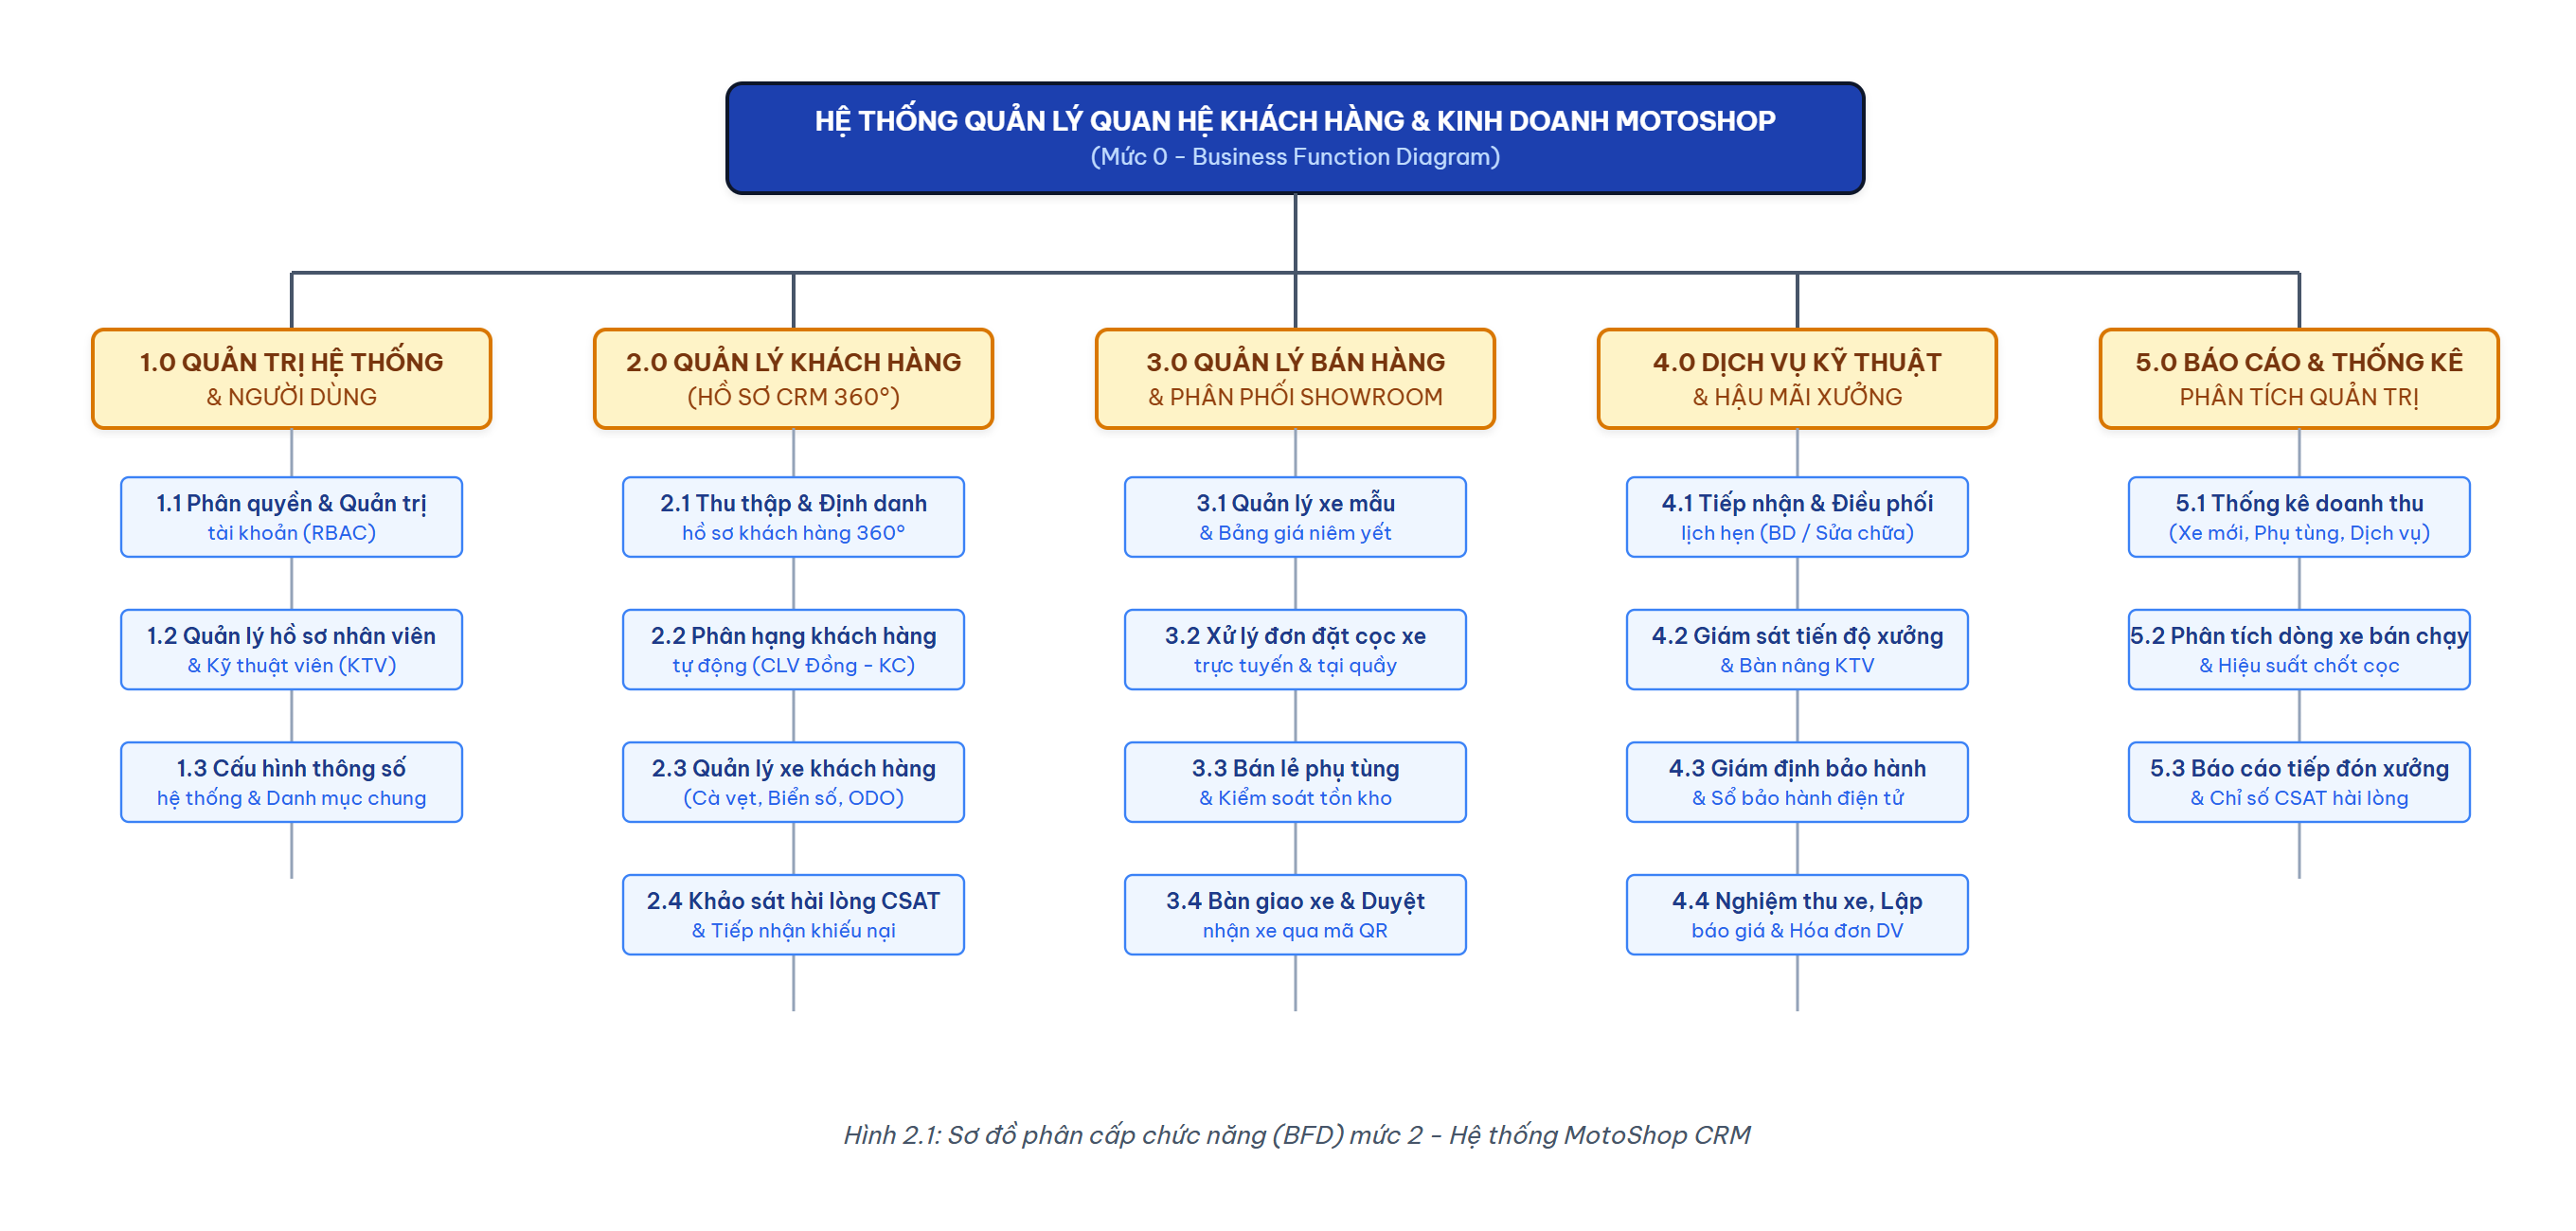 HỆ THỐNG QUẢN LÝ QUAN HỆ KHÁCH HÀNG & KINH DOANH MOTOSHOP
(Mức 0 - Business Function Diagram)
1.0 QUẢN TRỊ HỆ THỐNG
& NGƯỜI DÙNG
1.1 Phân quyền & Quản trị
tài khoản (RBAC)
1.2 Quản lý hồ sơ nhân viên
& Kỹ thuật viên (KTV)
1.3 Cấu hình thông số
hệ thống & Danh mục chung
2.0 QUẢN LÝ KHÁCH HÀNG
(HỒ SƠ CRM 360°)
2.1 Thu thập & Định danh
hồ sơ khách hàng 360°
2.2 Phân hạng khách hàng
tự động (CLV Đồng - KC)
2.3 Quản lý xe khách hàng
(Cà vẹt, Biển số, ODO)
2.4 Khảo sát hài lòng CSAT
& Tiếp nhận khiếu nại
3.0 QUẢN LÝ BÁN HÀNG
& PHÂN PHỐI SHOWROOM
3.1 Quản lý xe mẫu
& Bảng giá niêm yết
3.2 Xử lý đơn đặt cọc xe
trực tuyến & tại quầy
3.3 Bán lẻ phụ tùng
& Kiểm soát tồn kho
3.4 Bàn giao xe & Duyệt
nhận xe qua mã QR
4.0 DỊCH VỤ KỸ THUẬT
& HẬU MÃI XƯỞNG
4.1 Tiếp nhận & Điều phối
lịch hẹn (BD / Sửa chữa)
4.2 Giám sát tiến độ xưởng
& Bàn nâng KTV
4.3 Giám định bảo hành
& Sổ bảo hành điện tử
4.4 Nghiệm thu xe, Lập
báo giá & Hóa đơn DV
5.0 BÁO CÁO & THỐNG KÊ
PHÂN TÍCH QUẢN TRỊ
5.1 Thống kê doanh thu
(Xe mới, Phụ tùng, Dịch vụ)
5.2 Phân tích dòng xe bán chạy
& Hiệu suất chốt cọc
5.3 Báo cáo tiếp đón xưởng
& Chỉ số CSAT hài lòng
Hình 2.1: Sơ đồ phân cấp chức năng (BFD) mức 2 - Hệ thống MotoShop CRM